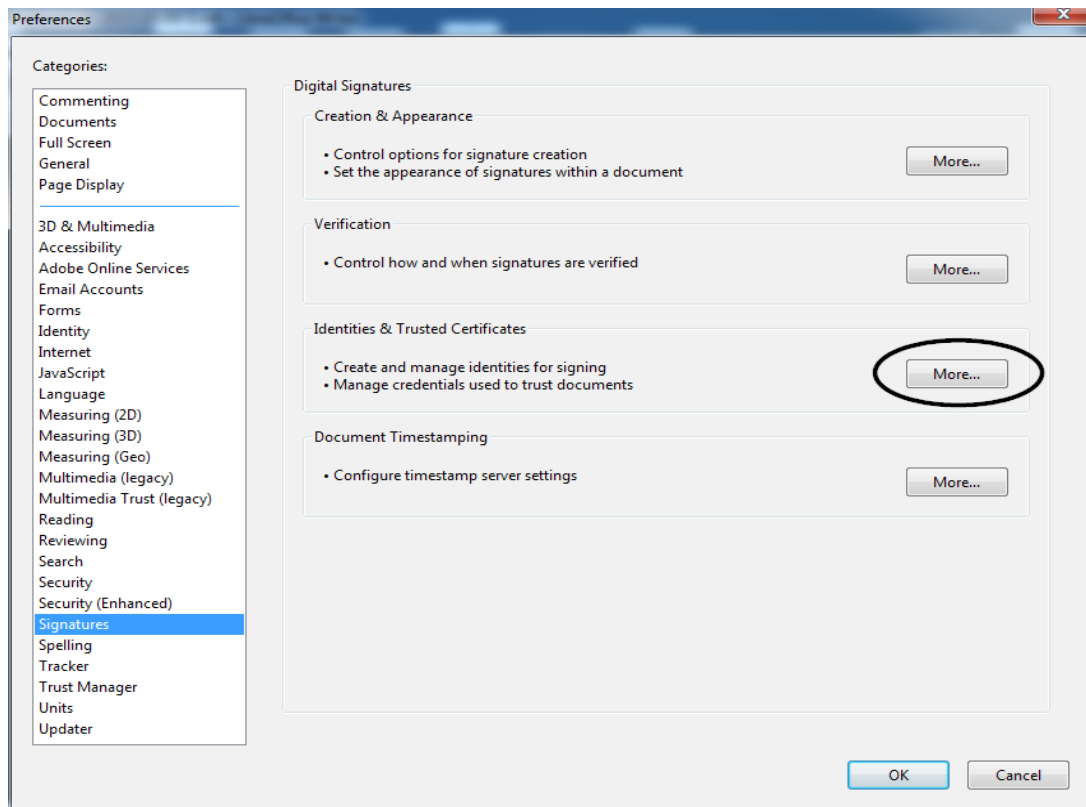 Preferences
Categories:
Commenting
Documents
Full Screen
General
Page Display
3D & Multimedia
Accessibility
Adobe Online Services
Email Accounts
Forms
Identity
Internet
JavaScript
Language
Measuring (2D)
Measuring (3D)
Measuring (Geo)
Multimedia (legacy)
Multimedia Trust (legacy)
Reading
Reviewing
Search
Security
Security (Enhanced)
Signatures
Spelling
Tracker
Trust Manager
Units
Updater
Digital Signatures
Creation & Appearance
• Control options for signature creation
• Set the appearance of signatures within a document
More...
Verification
• Control how and when signatures are verified
More...
Identities & Trusted Certificates
• Create and manage identities for signing
• Manage credentials used to trust documents
More...
Document Timestamping
• Configure timestamp server settings
More...
OK
Cancel